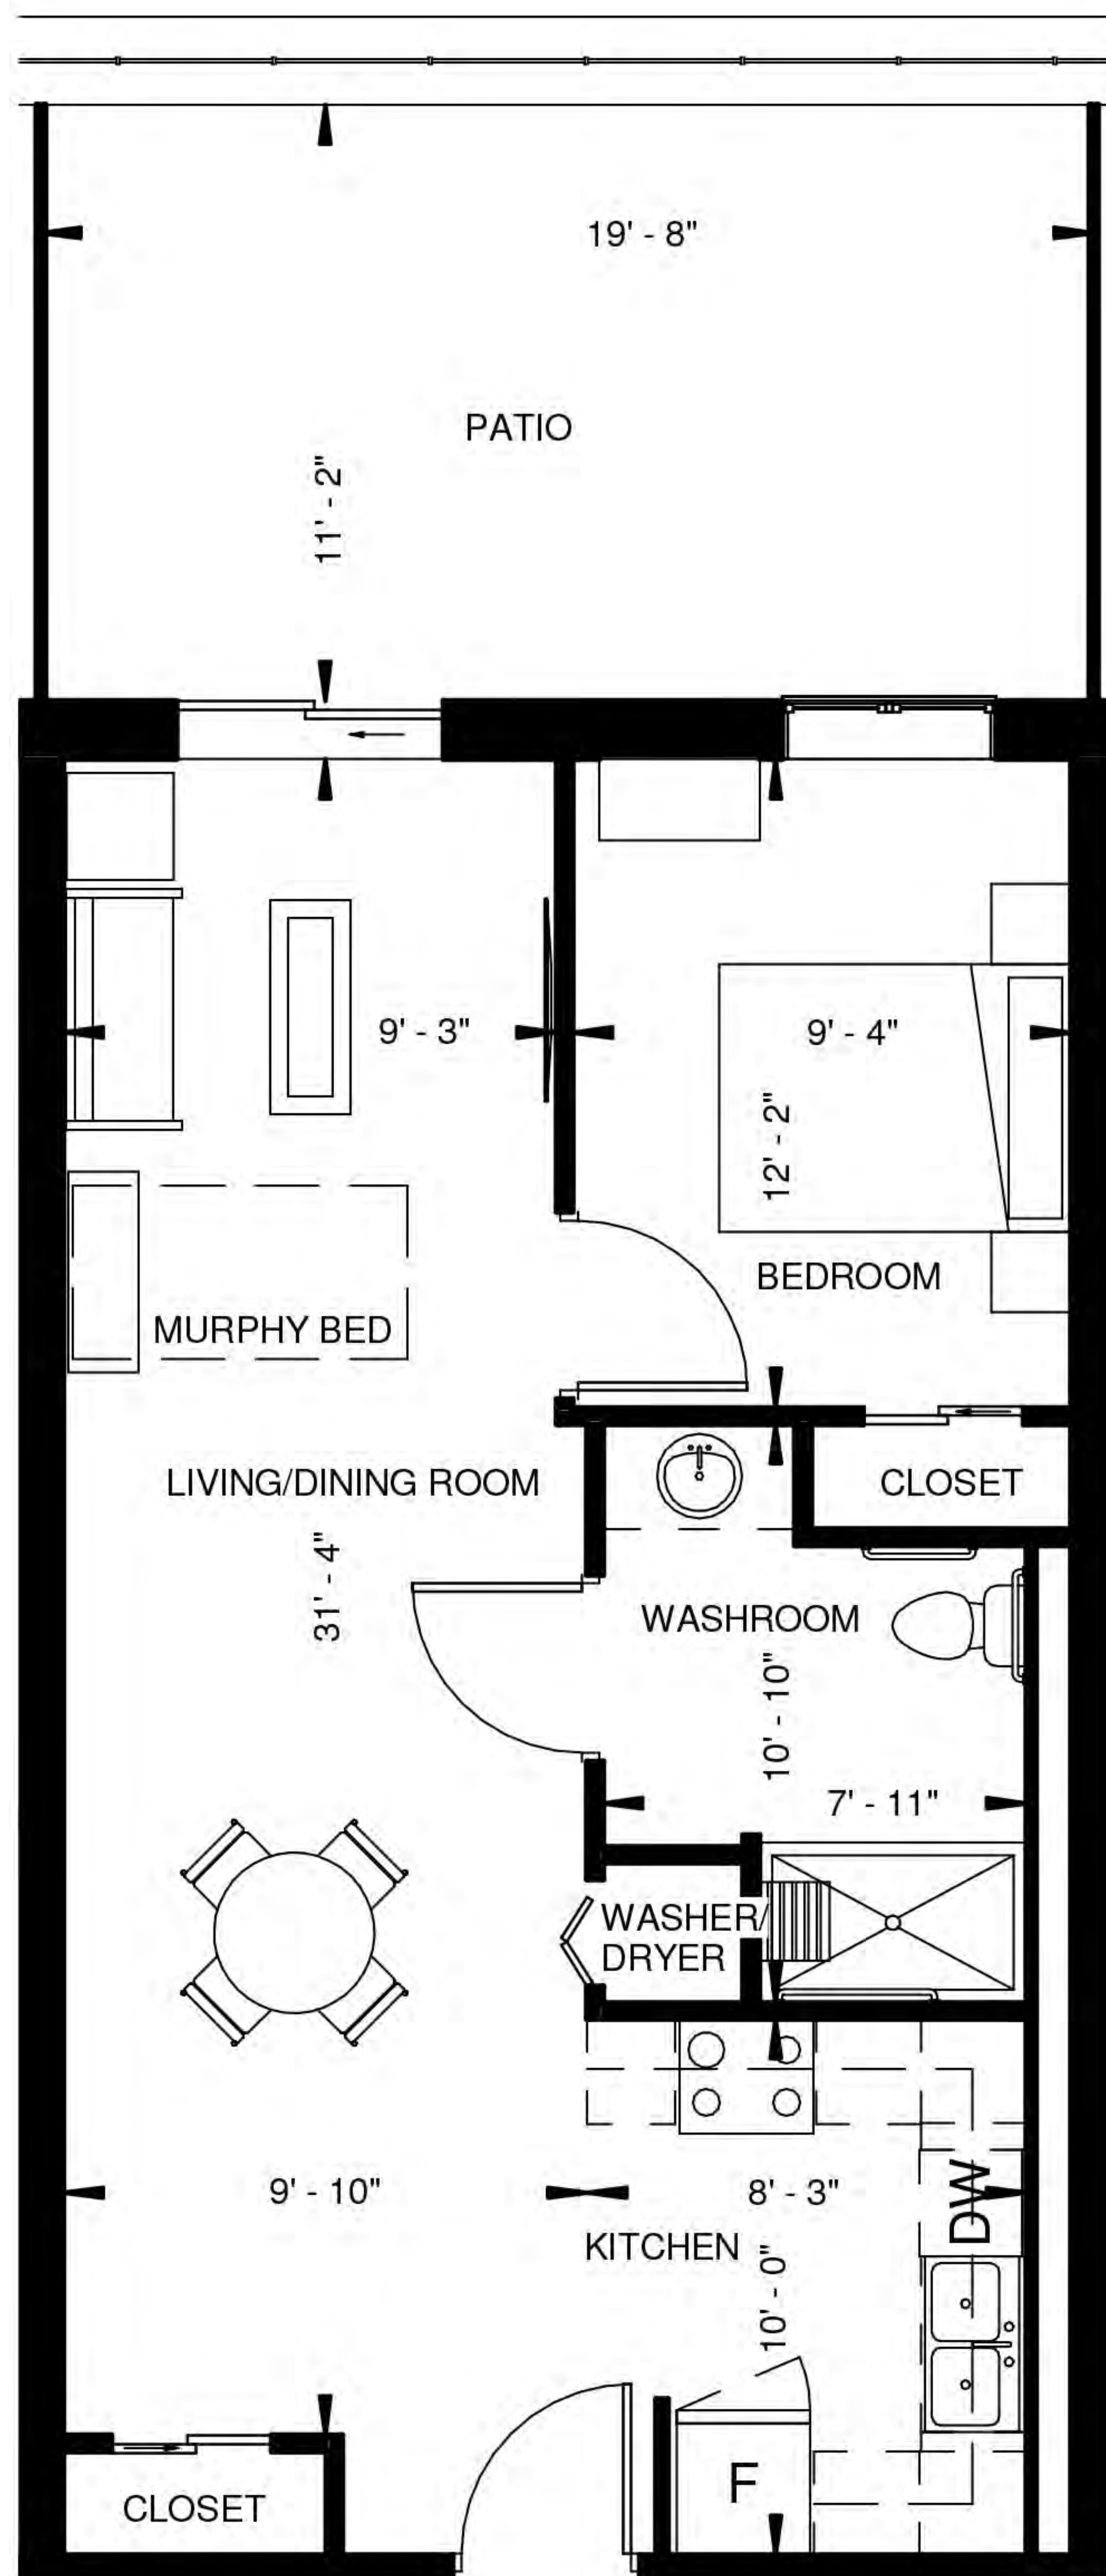 19' - 8"
PATIO
11' - 2"
9' - 3"
9' - 4"
12' - 2"
BEDROOM
MURPHY BED
LIVING/DINING ROOM
CLOSET
31' - 4"
WASHROOM
10' - 10"
7' - 11"
WASHER/
DRYER
9' - 10"
8' - 3"
DW
KITCHEN
10' - 0"
F
CLOSET